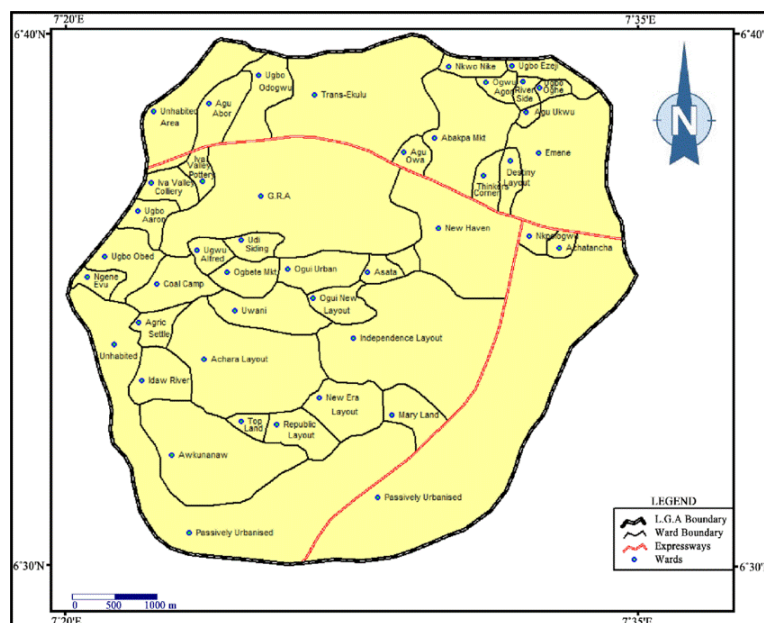 7°20'E
7°35'E
6°40'N
6°40'N
Nkwo Nike
Ugbo Ezeji
Ugbo
Odogwu
Trans-Ekulu
Ogwu
Agor
River
Side
Ugbo
Oghe
Agu
Abor
Unhabited
Area
Agu Ukwu
Abakpa Mkt
Agu
Owa
Emene
Iva
Valley
Pottery
Destiny
Layout
Thinkers
Corner
Iva Valley
Colliery
G.R.A
Ugbo
Aaron
New Haven
Nkpologwu
Achatancha
Udi
Siding
Ugwu
Alfred
Ugbo Obed
Ogbete Mkt
Ogui Urban
Asata
Ngene
Evu
Coal Camp
Ogui New
Layout
Uwani
Agric
Settle
Independence Layout
Unhabited
Achara Layout
Idaw River
New Era
Layout
Mary Land
Top
Land
Republic
Layout
Awkunanaw
Passively Urbanised
Passively Urbanised
N
LEGEND
L.G.A Boundary
Ward Boundary
Expressways
Wards
6°30'N
6°30'N
0 500 1000 m
7°20'E
7°35'E